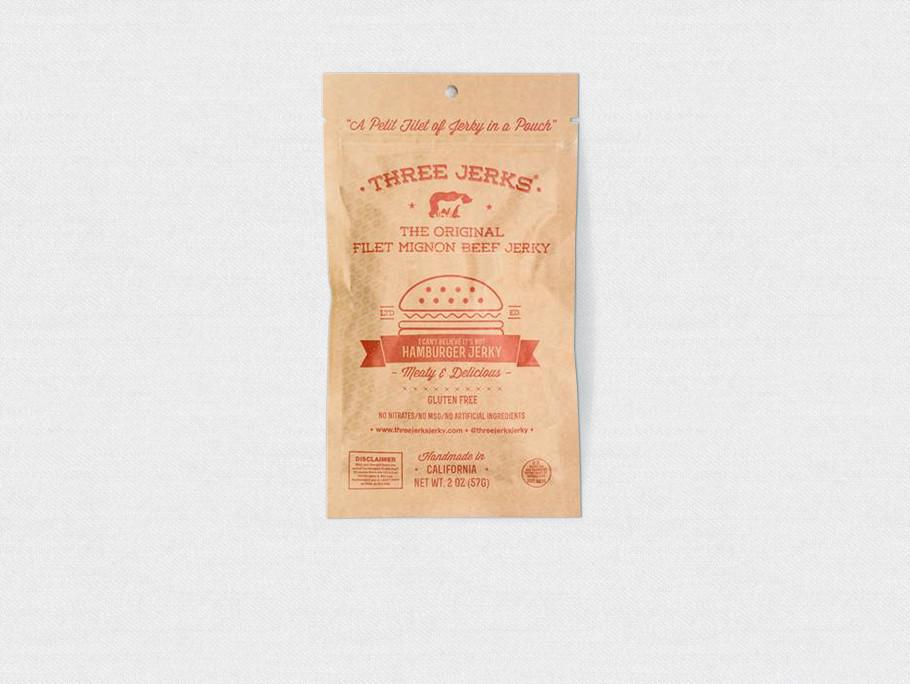 "A Petit Filet of Jerky in a Pouch"
THREE JERKS®
THE ORIGINAL
FILET MIGNON BEEF JERKY
LTD ED.
I CAN'T BELIEVE IT'S NOT
HAMBURGER JERKY
- Meaty & Delicious -
GLUTEN FREE
NO NITRATES/NO MSG/NO ARTIFICIAL INGREDIENTS
• www.threejerksjerky.com • @threejerksjerky •
DISCLAIMER
Handmade in
• CALIFORNIA •
NET WT. 2 OZ (57G)